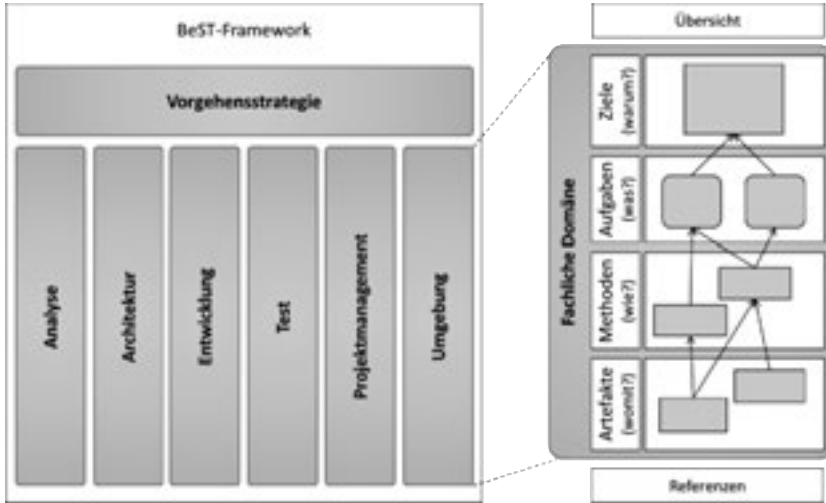 BeST-Framework
Vorgehensstrategie
Analyse
Architektur
Entwicklung
Test
Projektmanagement
Umgebung
Übersicht
Fachliche Domäne
Ziele
(warum?)
Aufgaben
(was?)
Methoden
(wie?)
Artefakte
(womit?)
Referenzen